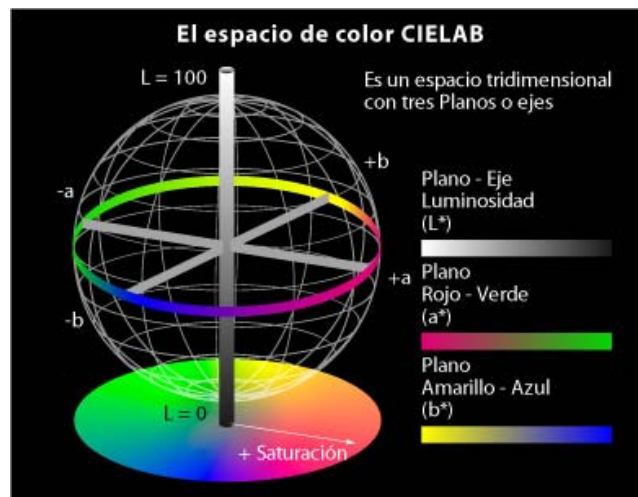 El espacio de color CIELAB
L = 100
Es un espacio tridimensional
con tres Planos o ejes
+b
-a
Plano - Eje
Luminosidad
(L*)
+a
Plano
Rojo - Verde
(a*)
-b
Plano
Amarillo - Azul
(b*)
L = 0
+ Saturación